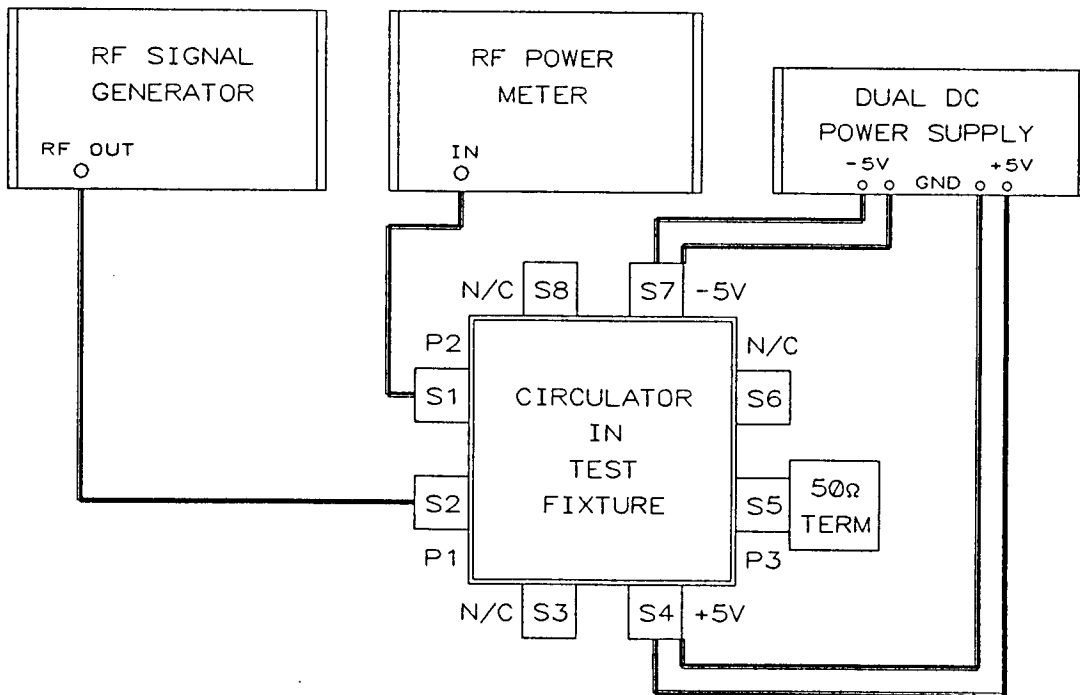 RF SIGNAL
GENERATOR
RF OUT
RF POWER
METER
IN
DUAL DC
POWER SUPPLY
-5V
GND
+5V
N/C
S8
S7
-5V
P2
N/C
S1
S6
CIRCULATOR
IN
TEST
FIXTURE
S2
S5
50Ω
TERM
P1
P3
N/C
S3
S4
+5V